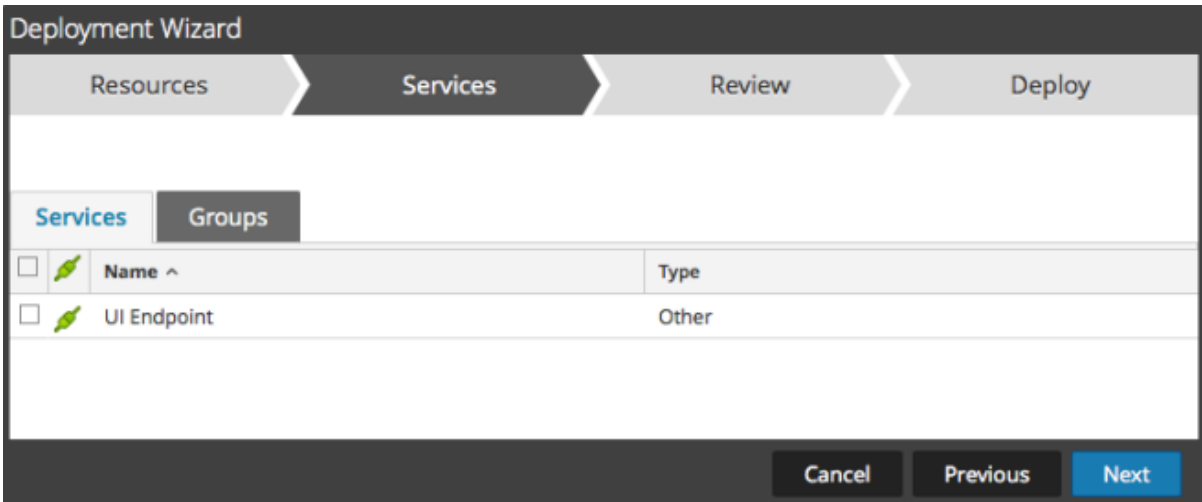 Deployment Wizard
Resources Services Review Deploy
Services Groups
Name Type
UI Endpoint Other
Cancel Previous Next